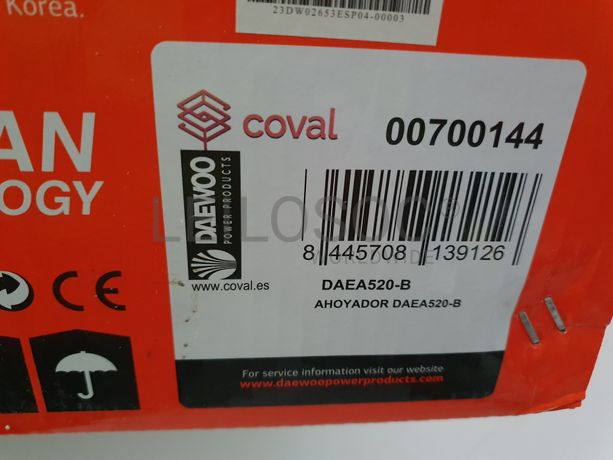 Korea.
23DW02653ESP04-00003
AN
OGY
coval
00700144
DAEWOO
POWER PRODUCTS
8 445708 139126
www.coval.es
DAEA520-B
AHOYADOR DAEA520-B
CE
For service information visit our website
www.daewoopowerproducts.com